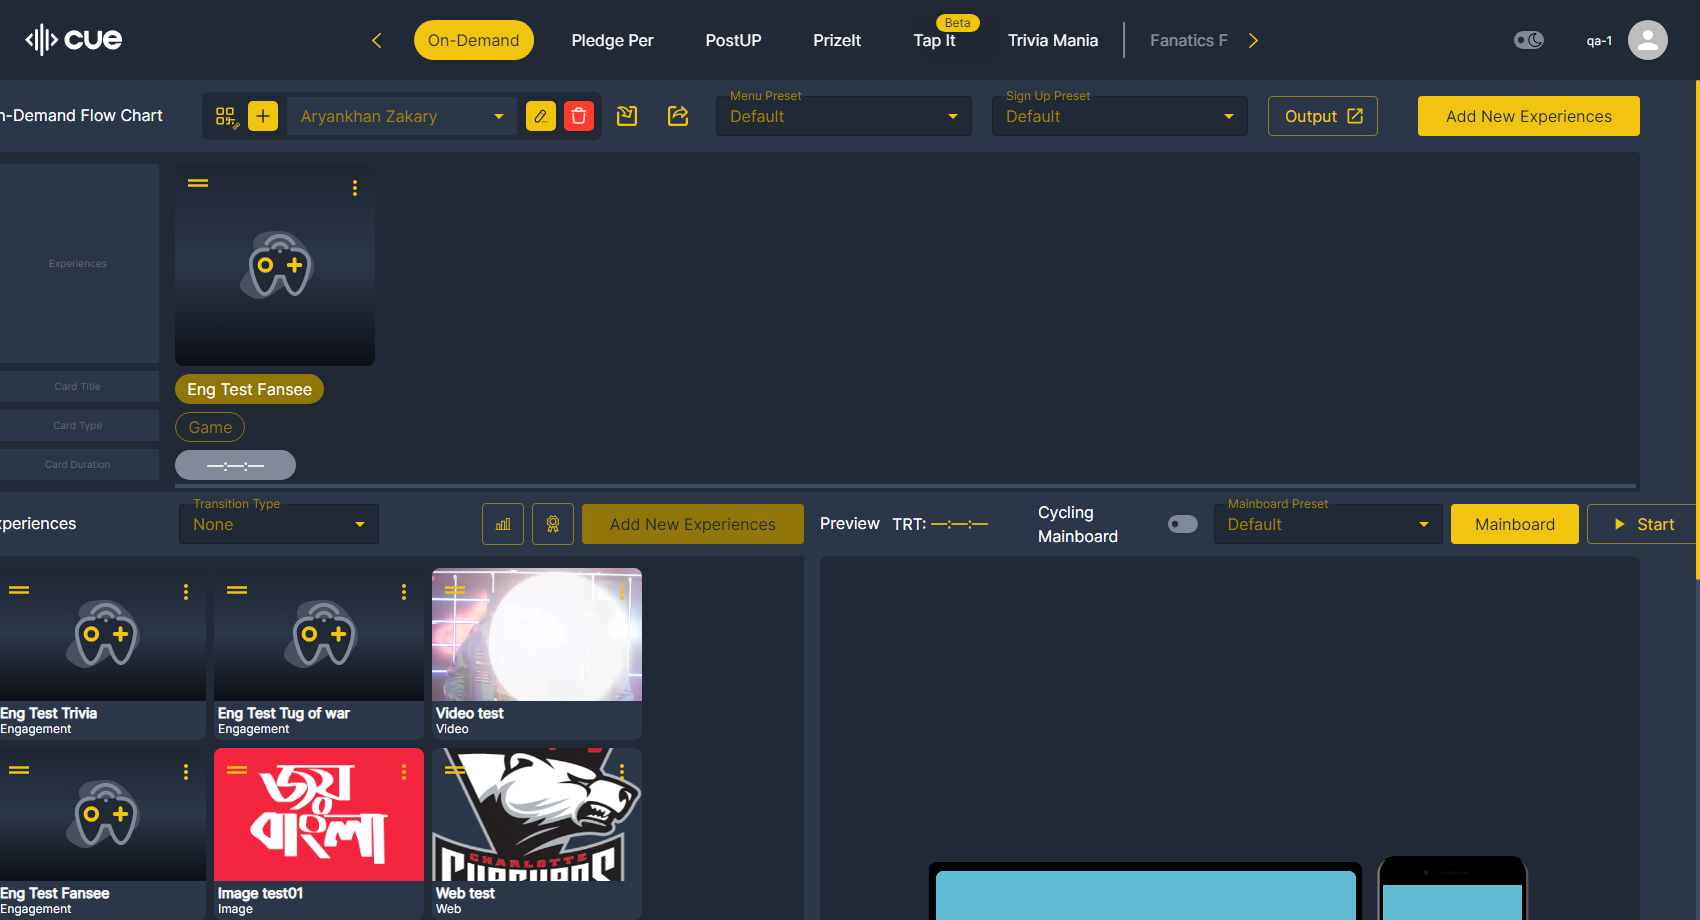 cue
On-Demand
Pledge Per
PostUP
PrizeIt
Beta
Tap It
Trivia Mania
Fanatics F
qa-1
n-Demand Flow Chart
Aryankhan Zakary
Menu Preset
Default
Sign Up Preset
Default
Output
Add New Experiences
Experiences
Card Title
Card Type
Card Duration
Eng Test Fansee
Game
—:—:—
xperiences
Transition Type
None
Add New Experiences
Preview TRT: —:—:—
Cycling
Mainboard
Mainboard Preset
Default
Mainboard
Start
Eng Test Trivia
Engagement
Eng Test Tug of war
Engagement
Video test
Video
জয়
বাংলা
CHARLOTTE
Eng Test Fansee
Engagement
Image test01
Image
Web test
Web